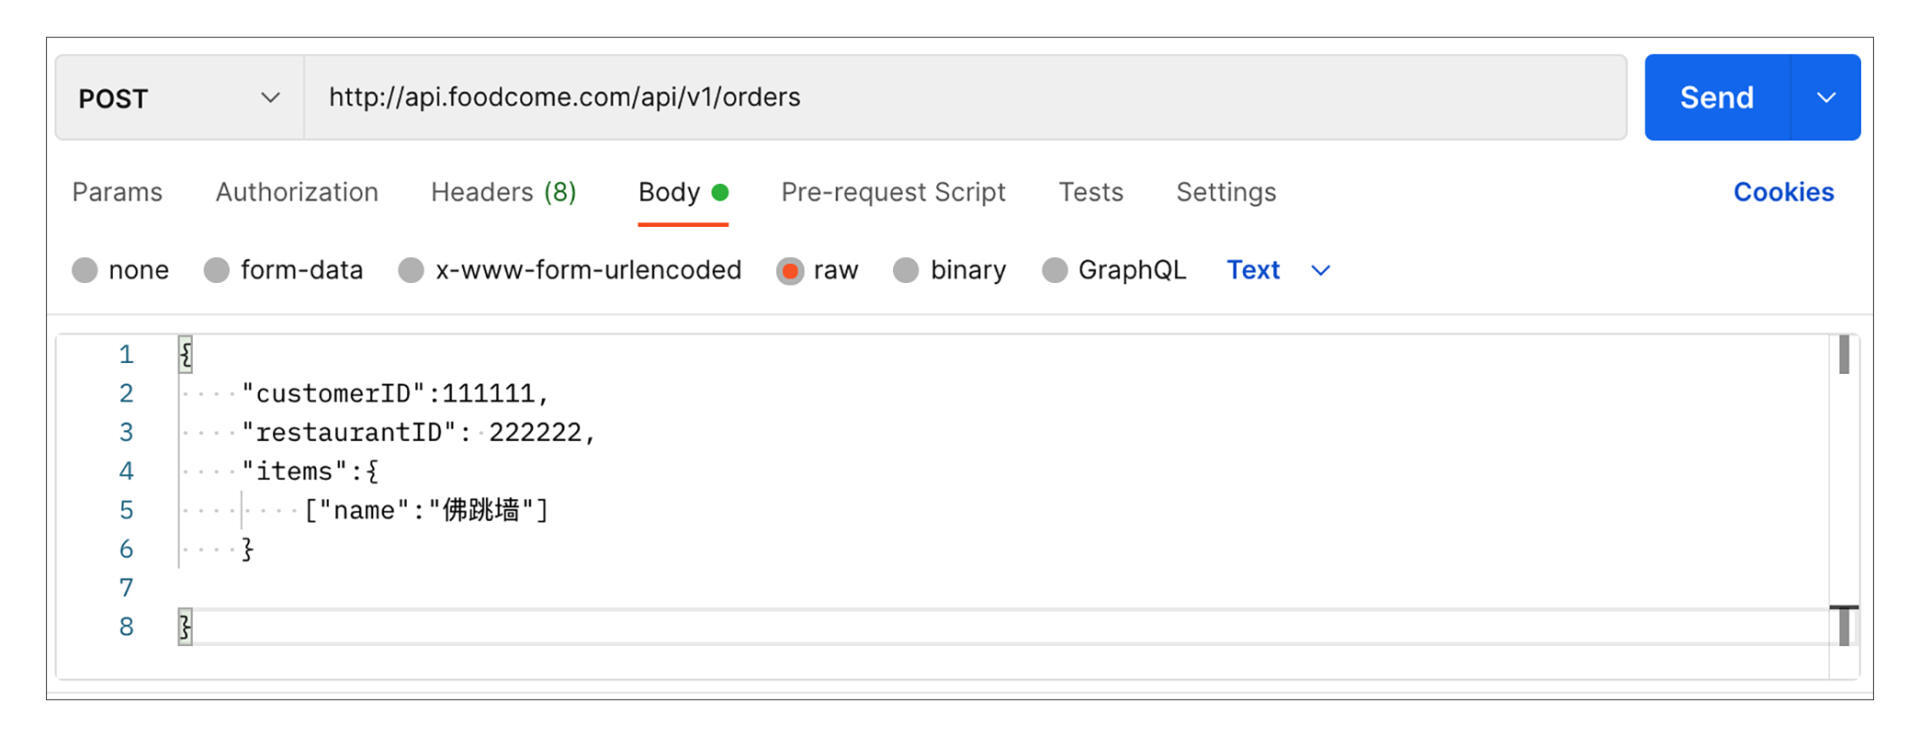 POST http://api.foodcome.com/api/v1/orders Send
Params Authorization Headers (8) Body Pre-request Script Tests Settings Cookies
none form-data x-www-form-urlencoded raw binary GraphQL Text
1 {
2 "customerID":111111,
3 "restaurantID": 222222,
4 "items":{
5 ["name":"佛跳墙"]
6 }
7
8 }